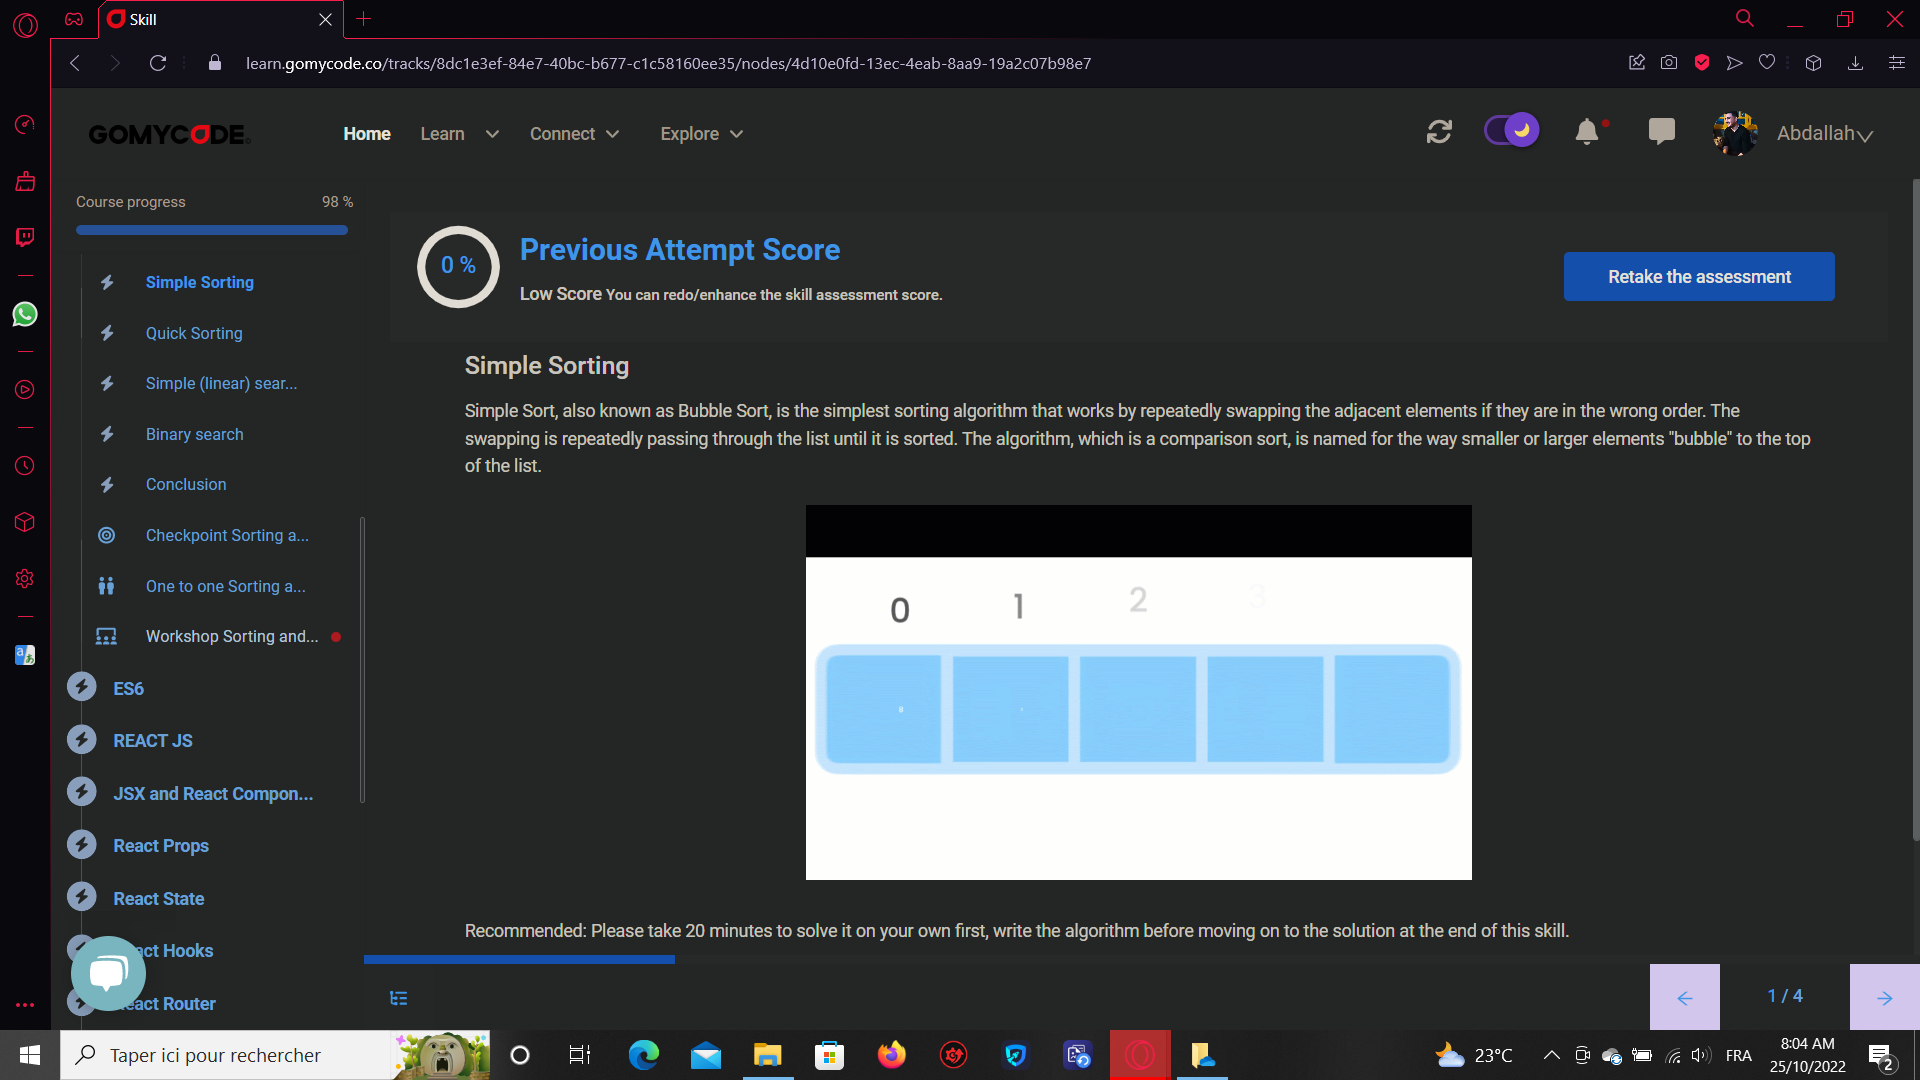 Skill
learn.gomycode.co/tracks/8dc1e3ef-84e7-40bc-b677-c1c58160ee35/nodes/4d10e0fd-13ec-4eab-8aa9-19a2c07b98e7
GOMYCODE
Home
Learn
Connect
Explore
Abdallah
Course progress
98 %
Simple Sorting
Quick Sorting
Simple (linear) sear...
Binary search
Conclusion
Checkpoint Sorting a...
One to one Sorting a...
Workshop Sorting and...
ES6
REACT JS
JSX and React Compon...
React Props
React State
act Hooks
eact Router
0 %
Previous Attempt Score
Low Score You can redo/enhance the skill assessment score.
Retake the assessment
Simple Sorting
Simple Sort, also known as Bubble Sort, is the simplest sorting algorithm that works by repeatedly swapping the adjacent elements if they are in the wrong order. The
swapping is repeatedly passing through the list until it is sorted. The algorithm, which is a comparison sort, is named for the way smaller or larger elements "bubble" to the top
of the list.
0 1 2 3
Recommended: Please take 20 minutes to solve it on your own first, write the algorithm before moving on to the solution at the end of this skill.
1 / 4
Taper ici pour rechercher
23°C
FRA
8:04 AM
25/10/2022
2